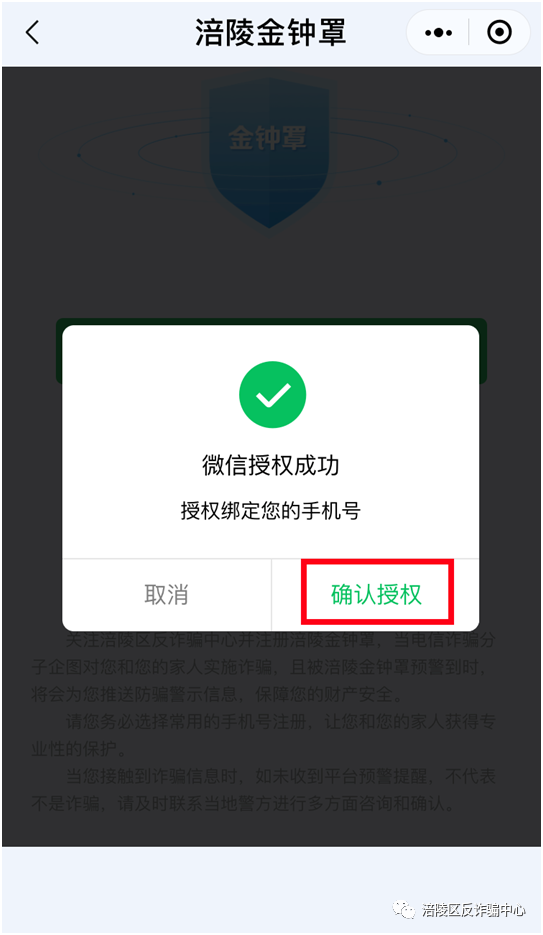 涪陵金钟罩
金钟罩
微信授权成功
授权绑定您的手机号
取消
确认授权
关注涪陵区反诈骗中心并注册涪陵金钟罩，当电信诈骗分
子企图对您和您的家人实施诈骗，且被涪陵金钟罩预警到时，
将会为您推送防骗警示信息，保障您的财产安全。
请您务必选择常用的手机号注册，让您和您的家人获得专
业性的保护。
当您接触到诈骗信息时，如未收到平台预警提醒，不代表
不是诈骗，请及时联系当地警方进行多方面咨询和确认。
涪陵区反诈骗中心